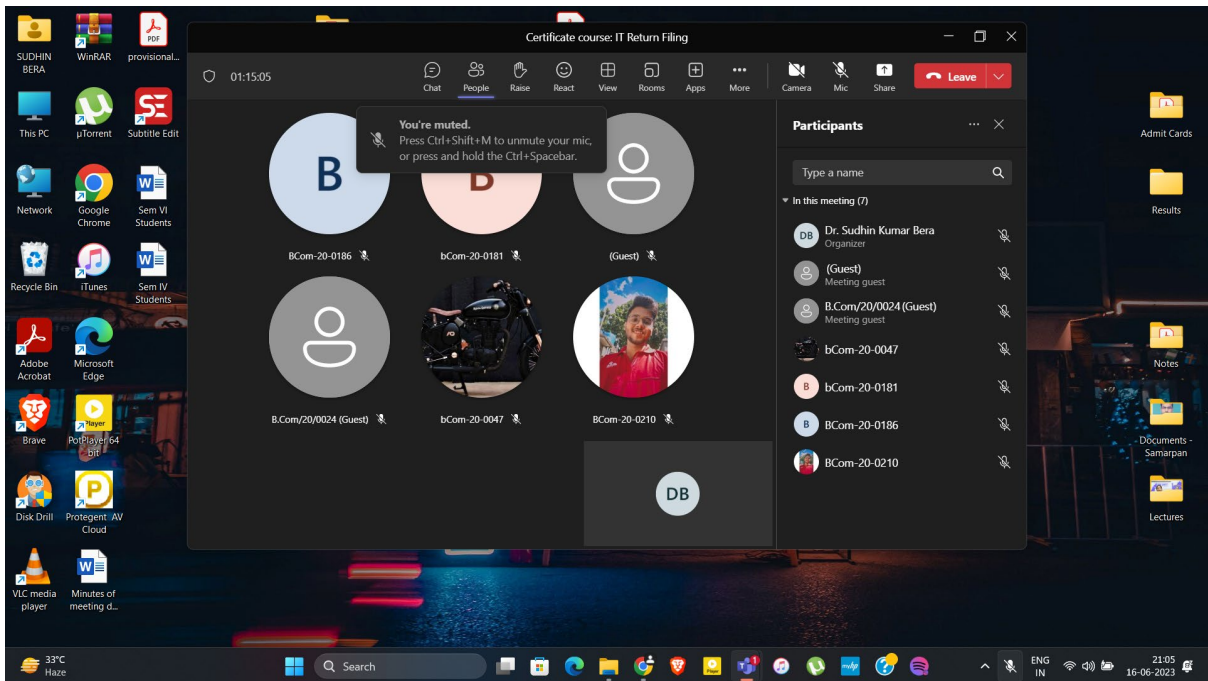 SUDHIN
BERA
WinRAR
PDF
provisional...
This PC
µTorrent
SE
Subtitle Edit
Network
Google
Chrome
Sem VI
Students
Recycle Bin
iTunes
Sem IV
Students
Adobe
Acrobat
Microsoft
Edge
Brave
Player
PotPlayer 64
bit
Disk Drill
Protegent AV
Cloud
VLC media
player
Minutes of
meeting d...
Certificate course: IT Return Filing
01:15:05
Chat
People
Raise
React
View
Rooms
Apps
More
Camera
Mic
Share
Leave
You're muted.
Press Ctrl+Shift+M to unmute your mic,
or press and hold the Ctrl+Spacebar.
B
B
BCom-20-0186
bCom-20-0181
(Guest)
B.Com/20/0024 (Guest)
bCom-20-0047
BCom-20-0210
DB
Participants
Type a name
In this meeting (7)
DB
Dr. Sudhin Kumar Bera
Organizer
(Guest)
Meeting guest
B.Com/20/0024 (Guest)
Meeting guest
bCom-20-0047
B
bCom-20-0181
B
BCom-20-0186
BCom-20-0210
Admit Cards
Results
Notes
Documents -
Samarpan
Lectures
33°C
Haze
Search
ENG
IN
21:05
16-06-2023